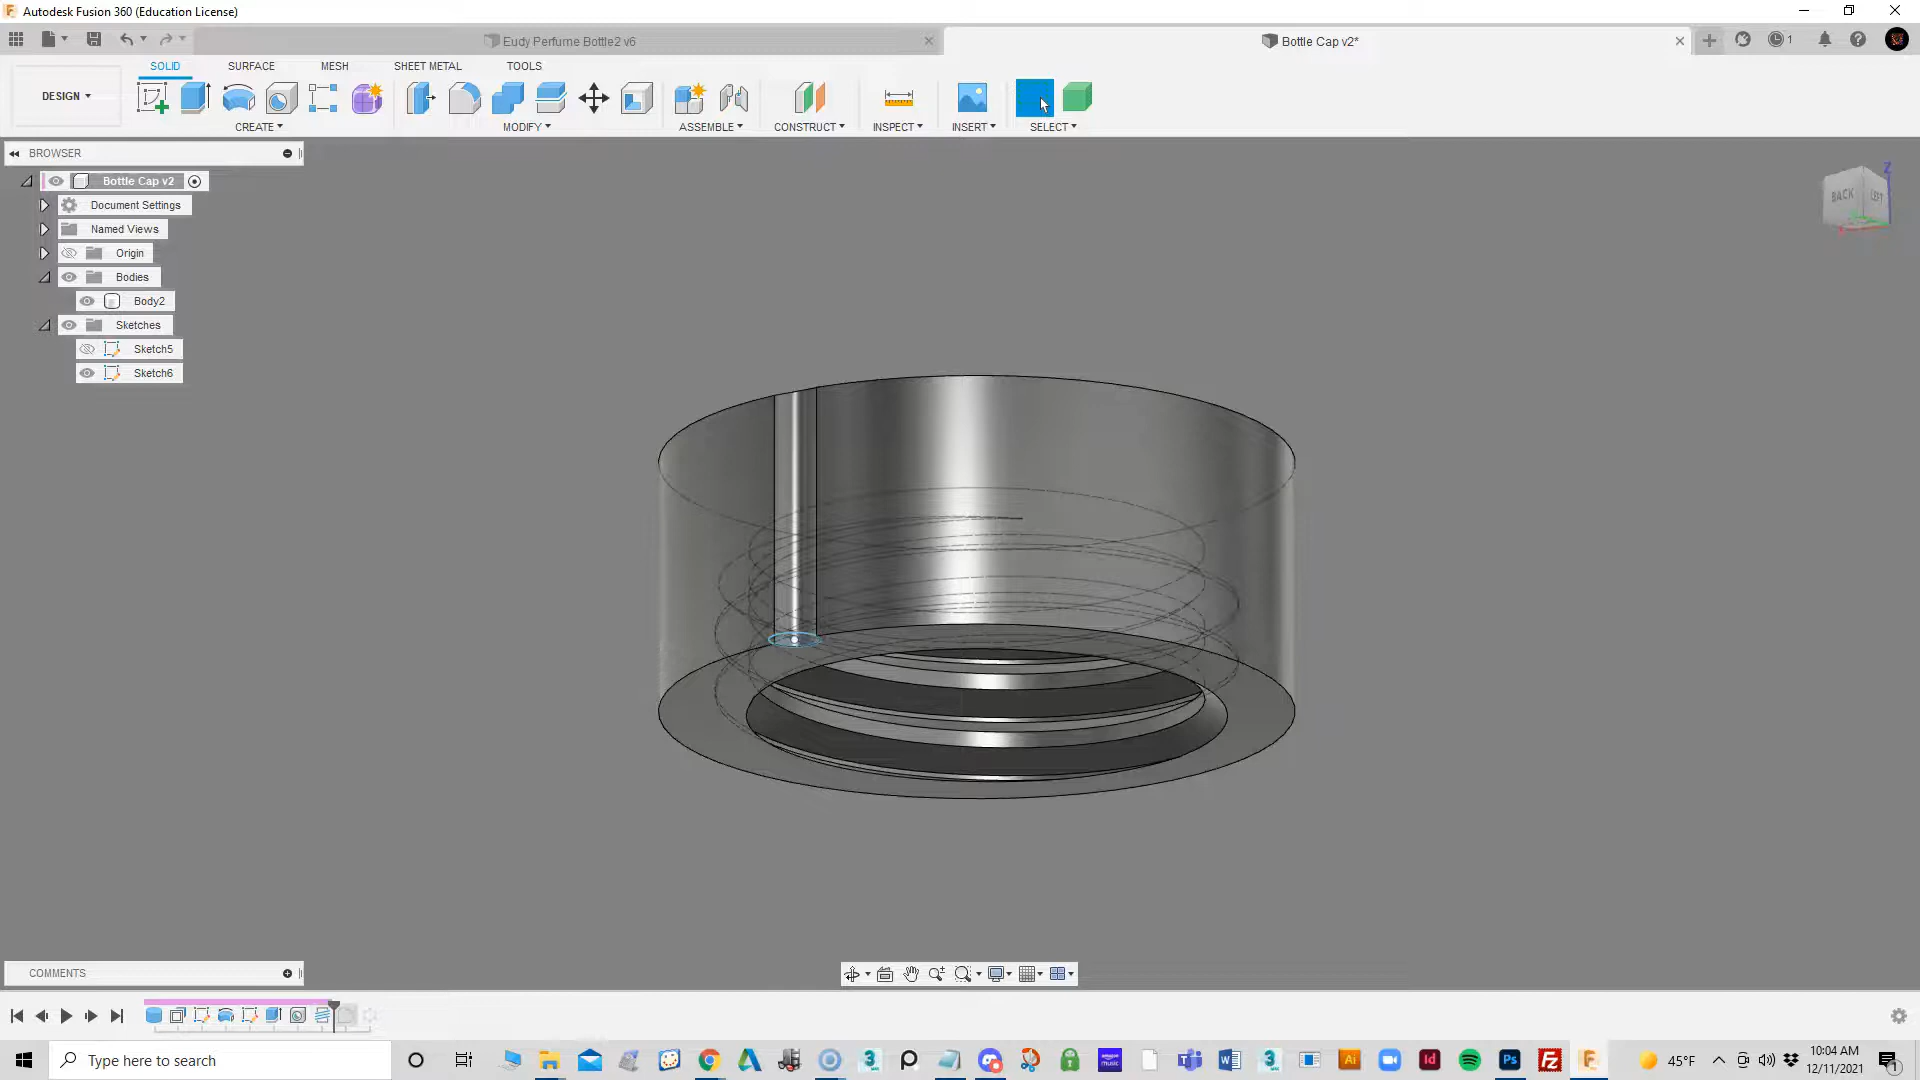 Autodesk Fusion 360 (Education License)
Eudy Perfume Bottle2 v6
Bottle Cap v2*
1
DESIGN
SOLID
SURFACE
MESH
SHEET METAL
TOOLS
CREATE
MODIFY
ASSEMBLE
CONSTRUCT
INSPECT
INSERT
SELECT
BROWSER
Bottle Cap v2
Document Settings
Named Views
Origin
Bodies
Body2
Sketches
Sketch5
Sketch6
BACK
Z
COMMENTS
Type here to search
45°F
10:04 AM
12/11/2021